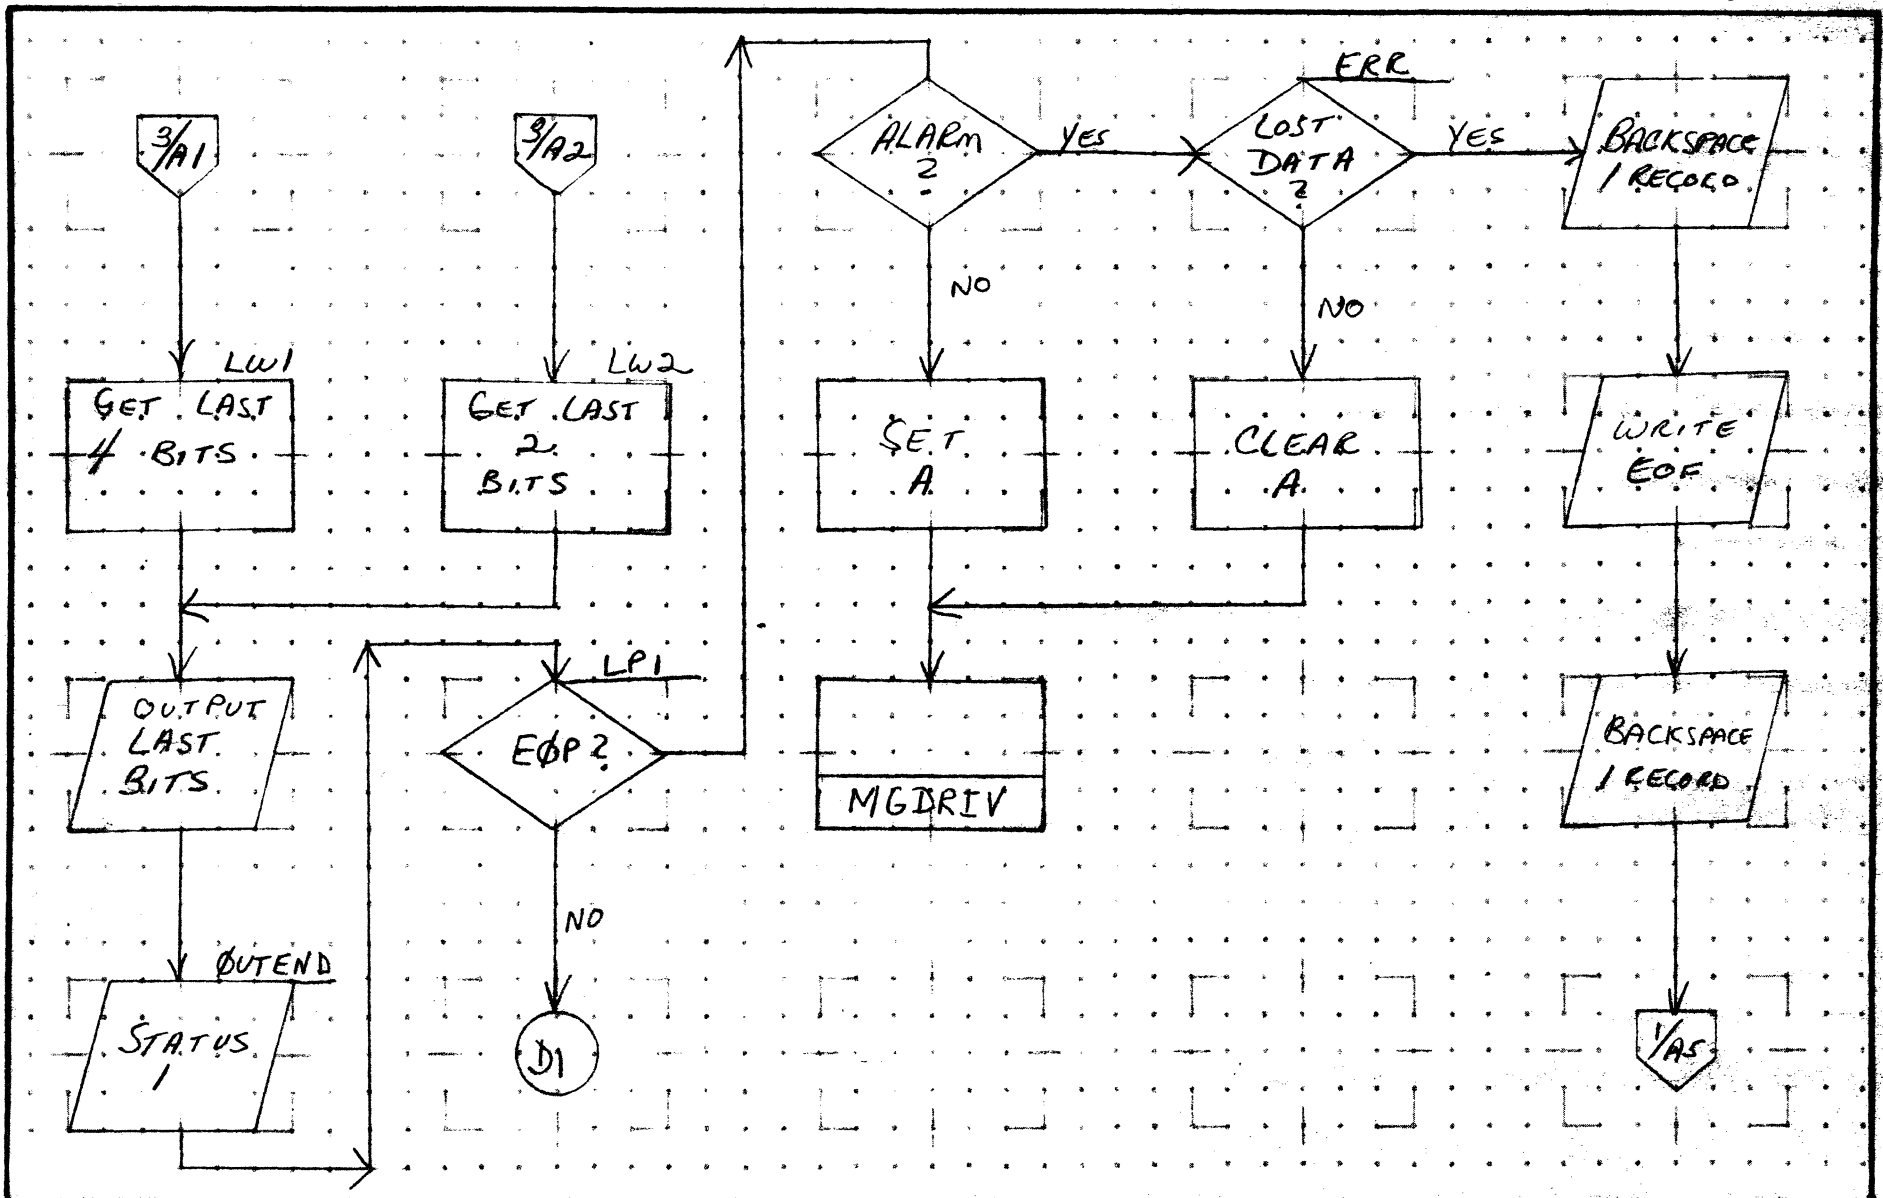 3/A1
LW1
GET LAST
4 BITS
OUTPUT
LAST
BITS
ØUTEND
STATUS
1
3/A2
LW2
GET LAST
2
BITS
LP1
EØP?
NO
D1
ALARM
?
YES
NO
SET
A
MGDRIV
ERR
LOST
DATA
?
YES
NO
CLEAR
A
BACKSPACE
1 RECORD
WRITE
EOF
BACKSPACE
1 RECORD
1/A5